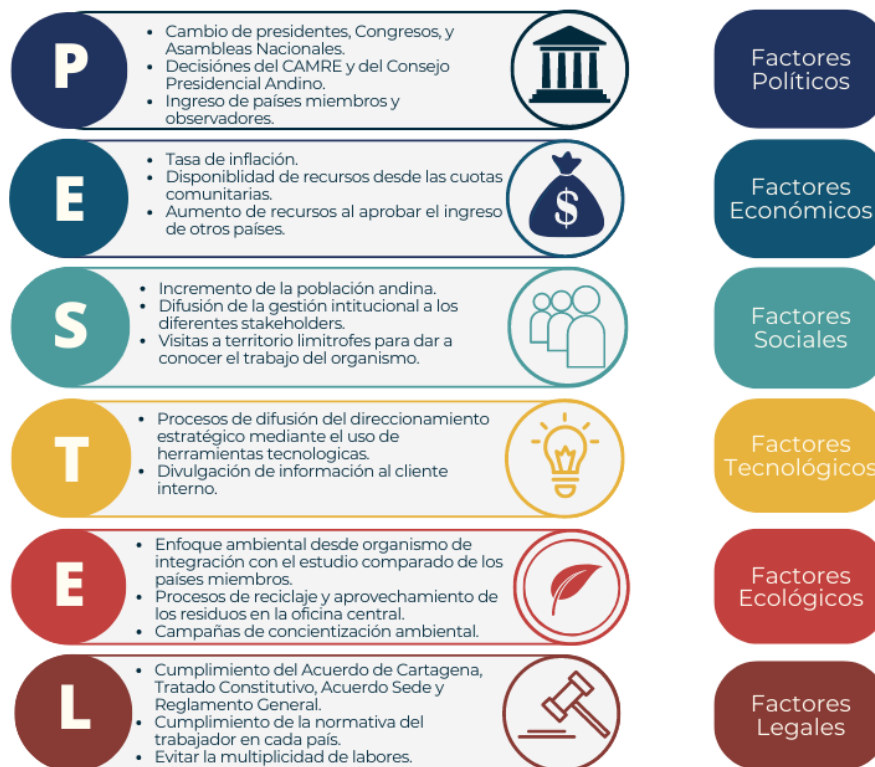 P
• Cambio de presidentes, Congresos, y
Asambleas Nacionales.
• Decisiónes del CAMRE y del Consejo
Presidencial Andino.
• Ingreso de países miembros y
observadores.
Factores
Políticos
E
• Tasa de inflación.
• Disponiblidad de recursos desde las cuotas
comunitarias.
• Aumento de recursos al aprobar el ingreso
de otros países.
$
Factores
Económicos
S
• Incremento de la población andina.
• Difusión de la gestión intitucional a los
diferentes stakeholders.
• Visitas a territorio limitrofes para dar a
conocer el trabajo del organismo.
Factores
Sociales
T
• Procesos de difusión del direccionamiento
estratégico mediante el uso de
herramientas tecnologicas.
• Divulgación de información al cliente
interno.
Factores
Tecnológicos
E
• Enfoque ambiental desde organismo de
integración con el estudio comparado de los
países miembros.
• Procesos de reciclaje y aprovechamiento de
los residuos en la oficina central.
• Campañas de concientización ambiental.
Factores
Ecológicos
L
• Cumplimiento del Acuerdo de Cartagena,
Tratado Constitutivo, Acuerdo Sede y
Reglamento General.
• Cumplimiento de la normativa del
trabajador en cada país.
• Evitar la multiplicidad de labores.
Factores
Legales